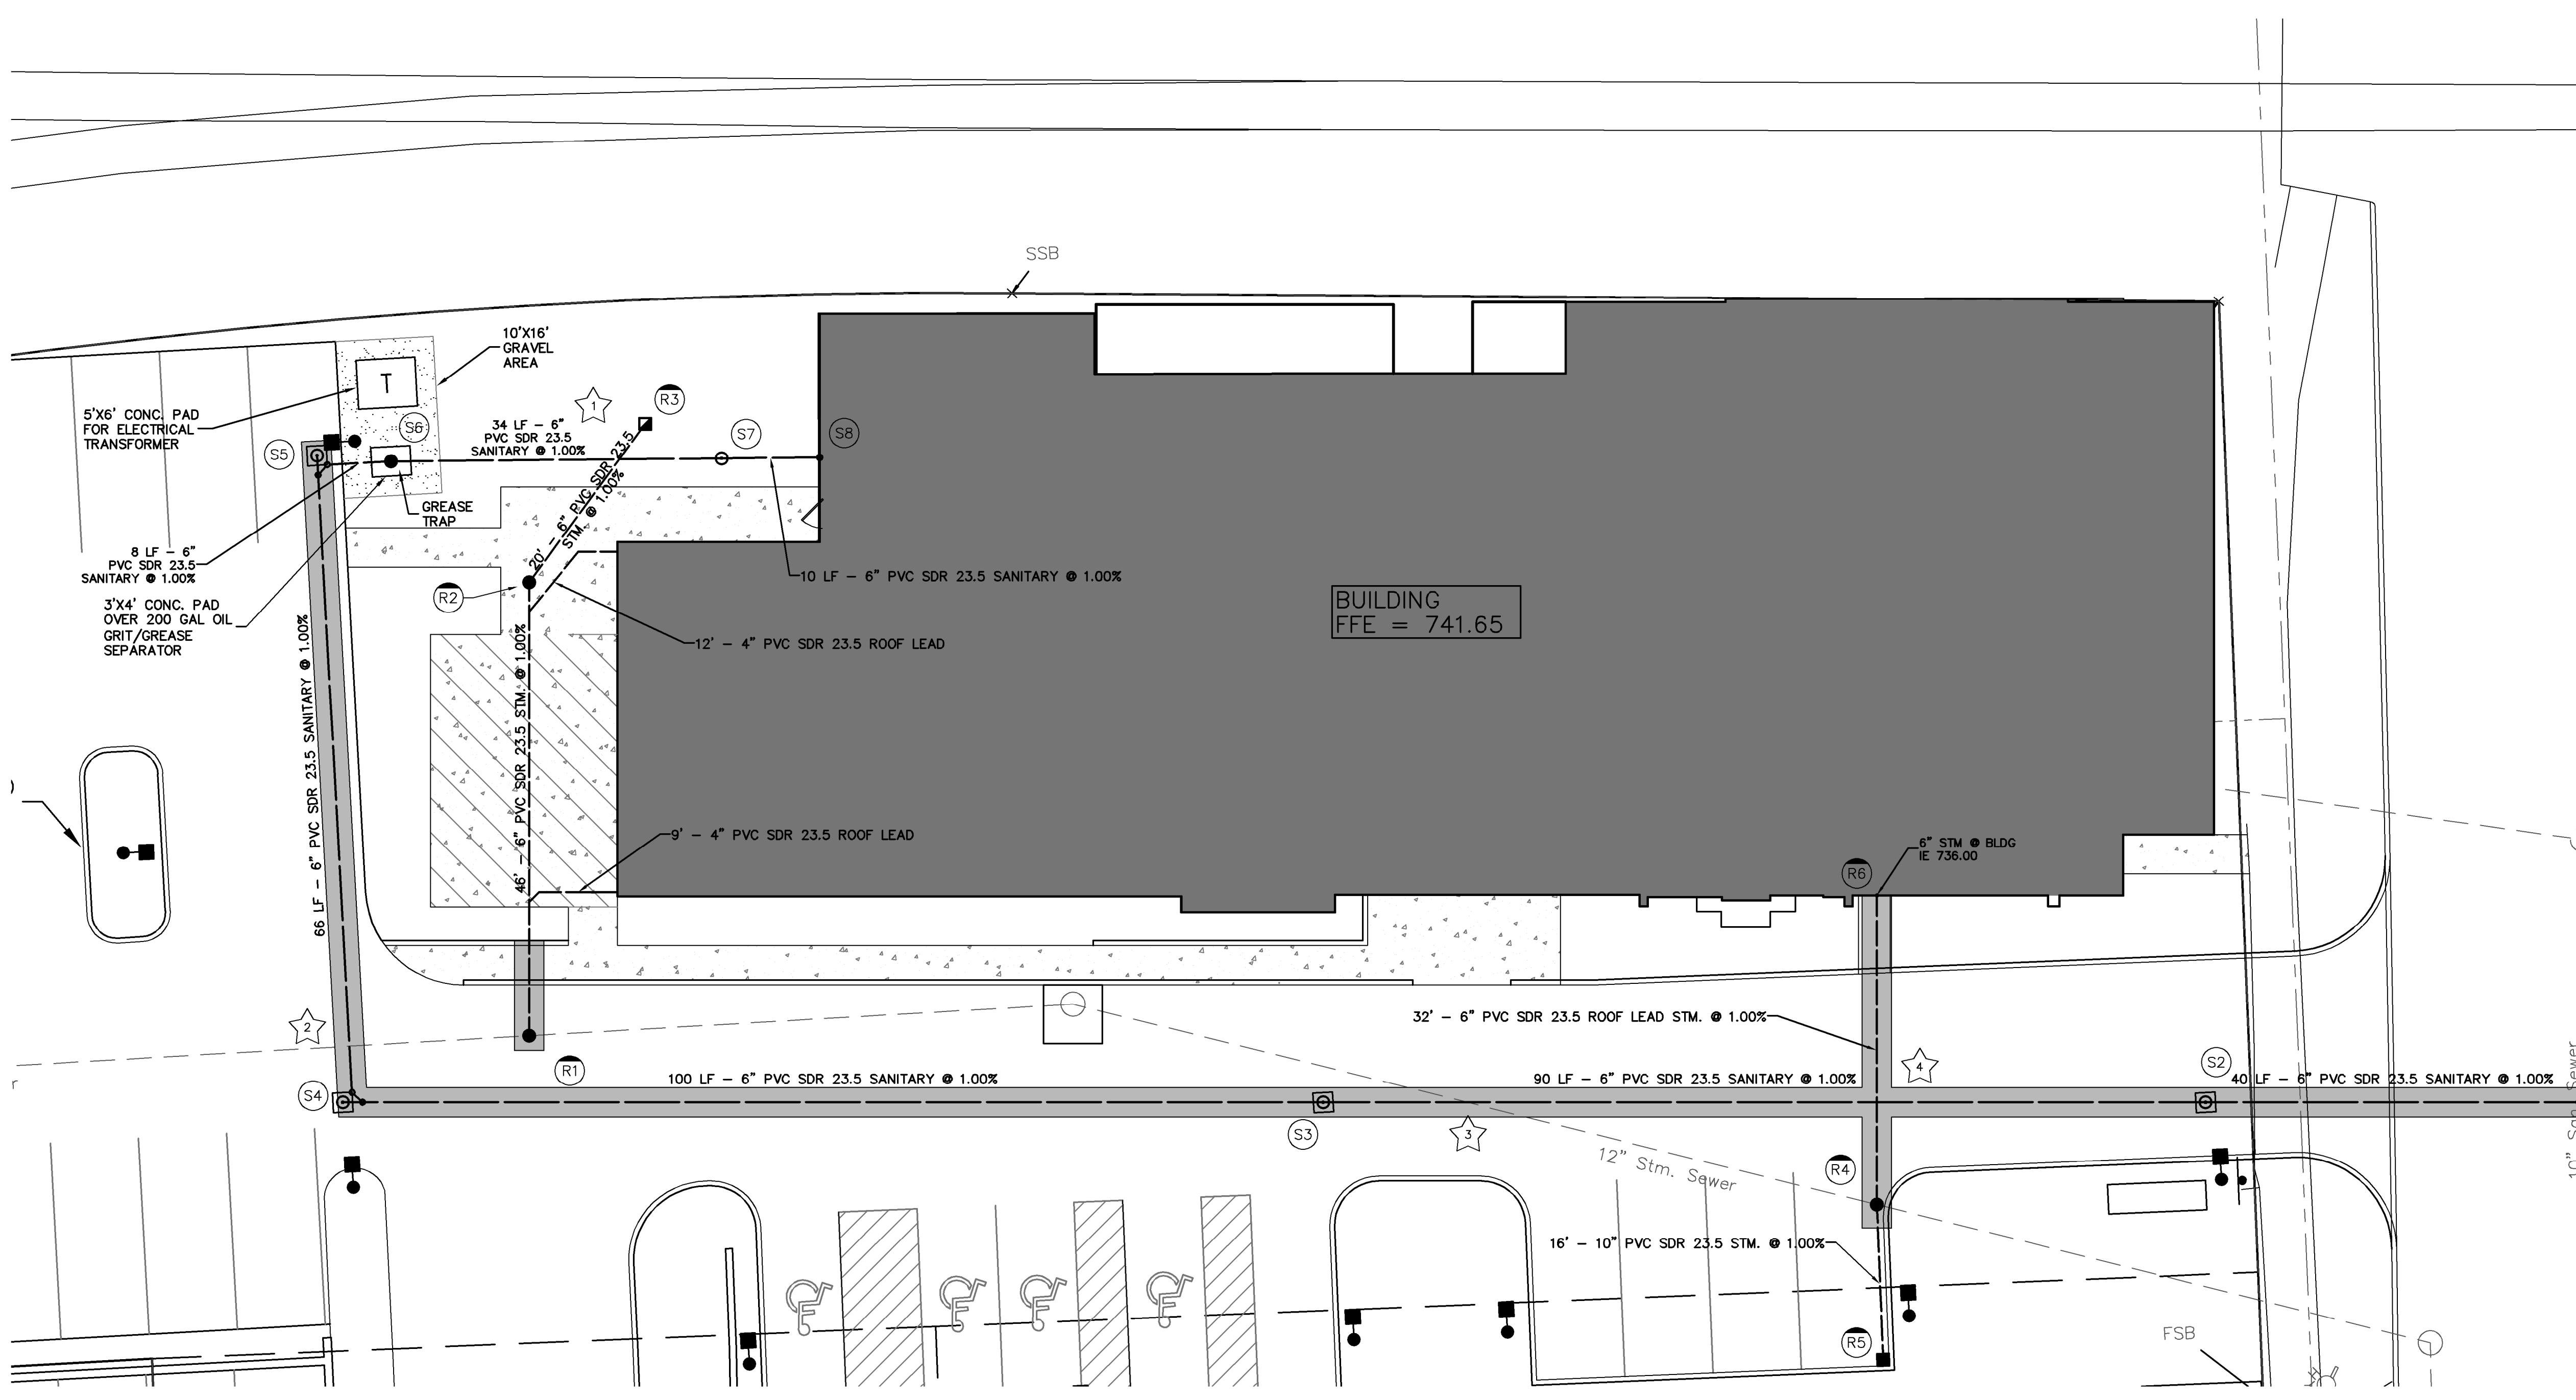 SSB
10'X16'
GRAVEL
AREA
T
5'X6' CONC. PAD
FOR ELECTRICAL
TRANSFORMER
1
R3
S6
34 LF – 6"
PVC SDR 23.5
SANITARY @ 1.00%
S7
S8
S5
20' – 6" PVC SDR 23.5
STM. @ 1.00%
GREASE
TRAP
8 LF – 6"
PVC SDR 23.5
SANITARY @ 1.00%
10 LF – 6" PVC SDR 23.5 SANITARY @ 1.00%
R2
3'X4' CONC. PAD
OVER 200 GAL OIL
GRIT/GREASE
SEPARATOR
BUILDING
FFE = 741.65
12' – 4" PVC SDR 23.5 ROOF LEAD
66 LF – 6" PVC SDR 23.5 SANITARY @ 1.00%
46' – 6" PVC SDR 23.5 STM. @ 1.00%
9' – 4" PVC SDR 23.5 ROOF LEAD
6" STM @ BLDG
IE 736.00
R6
2
32' – 6" PVC SDR 23.5 ROOF LEAD STM. @ 1.00%
R1
4
S2
S4
100 LF – 6" PVC SDR 23.5 SANITARY @ 1.00%
90 LF – 6" PVC SDR 23.5 SANITARY @ 1.00%
40 LF – 6" PVC SDR 23.5 SANITARY @ 1.00%
10" San Sewer
S3
3
12" Stm. Sewer
R4
16' – 10" PVC SDR 23.5 STM. @ 1.00%
R5
FSB